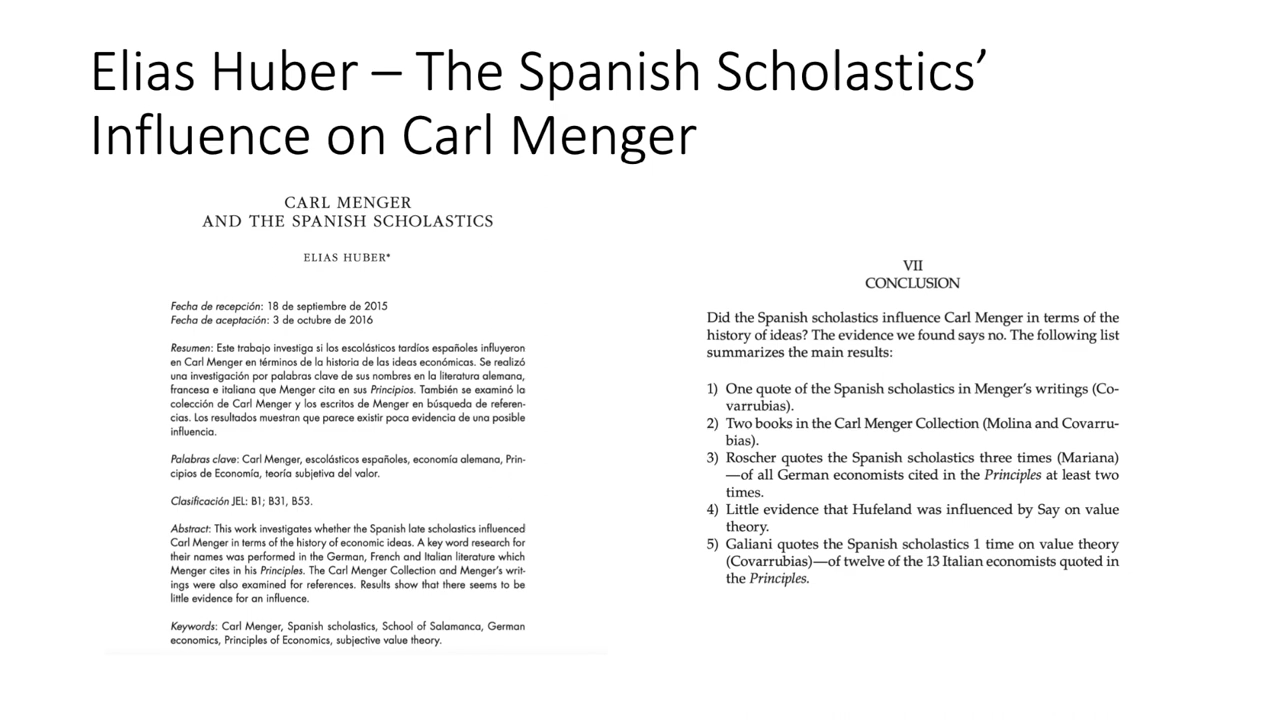 Elias Huber – The Spanish Scholastics’
Influence on Carl Menger
CARL MENGER
AND THE SPANISH SCHOLASTICS
ELIAS HUBER*
Fecha de recepción: 18 de septiembre de 2015
Fecha de aceptación: 3 de octubre de 2016
Resumen: Este trabajo investiga si los escolásticos tardíos españoles influyeron
en Carl Menger en términos de la historia de las ideas económicas. Se realizó
una investigación por palabras clave de sus nombres en la literatura alemana,
francesa e italiana que Menger cita en sus Principios. También se examinó la
colección de Carl Menger y los escritos de Menger en búsqueda de referen-
cias. Los resultados muestran que parece existir poca evidencia de una posible
influencia.
Palabras clave: Carl Menger, escolásticos españoles, economía alemana, Prin-
cipios de Economía, teoría subjetiva del valor.
Clasificación JEL: B1; B31, B53.
Abstract: This work investigates whether the Spanish late scholastics influenced
Carl Menger in terms of the history of economic ideas. A key word research for
their names was performed in the German, French and Italian literature which
Menger cites in his Principles. The Carl Menger Collection and Menger’s writ-
ings were also examined for references. Results show that there seems to be
little evidence for an influence.
Keywords: Carl Menger, Spanish scholastics, School of Salamanca, German
economics, Principles of Economics, subjective value theory.
VII
CONCLUSION
Did the Spanish scholastics influence Carl Menger in terms of the
history of ideas? The evidence we found says no. The following list
summarizes the main results:
1) One quote of the Spanish scholastics in Menger’s writings (Co-
varrubias).
2) Two books in the Carl Menger Collection (Molina and Covarru-
bias).
3) Roscher quotes the Spanish scholastics three times (Mariana)
—of all German economists cited in the Principles at least two
times.
4) Little evidence that Hufeland was influenced by Say on value
theory.
5) Galiani quotes the Spanish scholastics 1 time on value theory
(Covarrubias)—of twelve of the 13 Italian economists quoted in
the Principles.